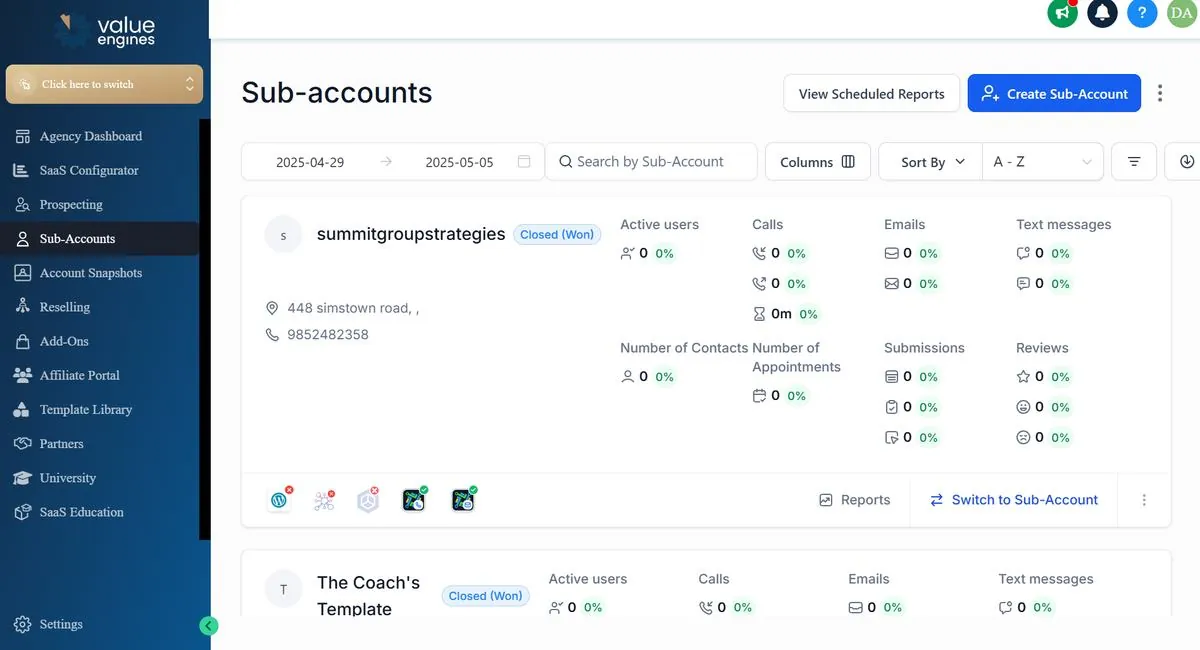 value
engines
DA
Click here to switch
Agency Dashboard
SaaS Configurator
Prospecting
Sub-Accounts
Account Snapshots
Reselling
Add-Ons
Affiliate Portal
Template Library
Partners
University
SaaS Education
Settings
Sub-accounts
View Scheduled Reports
Create Sub-Account
2025-04-29
2025-05-05
Search by Sub-Account
Columns
Sort By
A - Z
s
summitgroupstrategies
Closed (Won)
448 simstown road, ,
9852482358
Active users
0 0%
Calls
0 0%
0 0%
0m 0%
Emails
0 0%
0 0%
Text messages
0 0%
0 0%
Number of Contacts
0 0%
Number of
Appointments
0 0%
Submissions
0 0%
0 0%
0 0%
Reviews
0 0%
0 0%
0 0%
Reports
Switch to Sub-Account
T
The Coach's
Template
Closed (Won)
Active users
0 0%
Calls
0 0%
Emails
0 0%
Text messages
0 0%